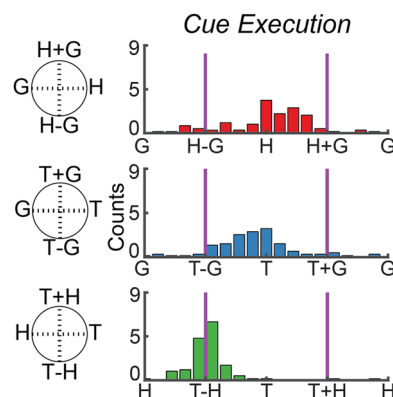 Cue Execution
H+G
G H
H-G
9
5
0
G H-G H H+G G
T+G
G T
T-G
Counts
9
5
0
G T-G T T+G G
T+H
H T
T-H
9
5
0
H T-H T T+H H